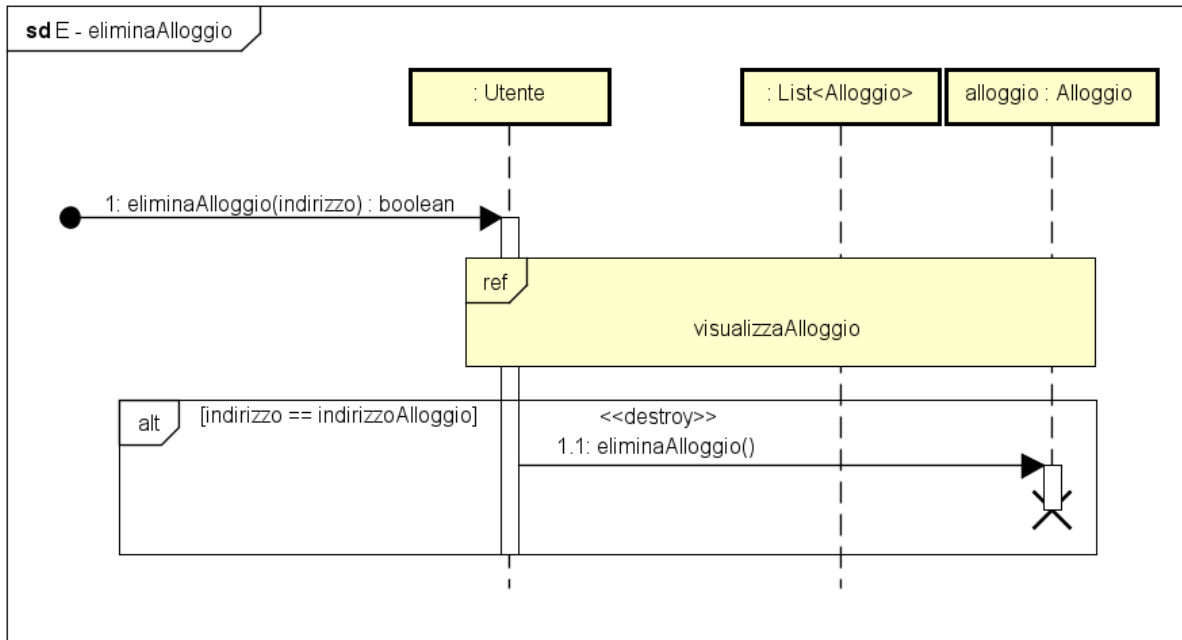 sd E - eliminaAlloggio
: Utente
: List<Alloggio>
alloggio : Alloggio
1: eliminaAlloggio(indirizzo) : boolean
ref
visualizzaAlloggio
alt
[indirizzo == indirizzoAlloggio]
<<destroy>>
1.1: eliminaAlloggio()